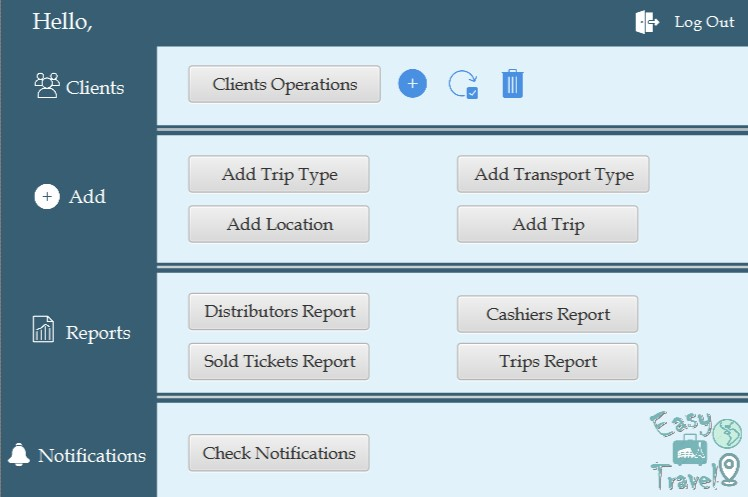 Hello,
Log Out
Clients
Clients Operations
Add
Add Trip Type
Add Transport Type
Add Location
Add Trip
Reports
Distributors Report
Cashiers Report
Sold Tickets Report
Trips Report
Notifications
Check Notifications
Easy
Travel